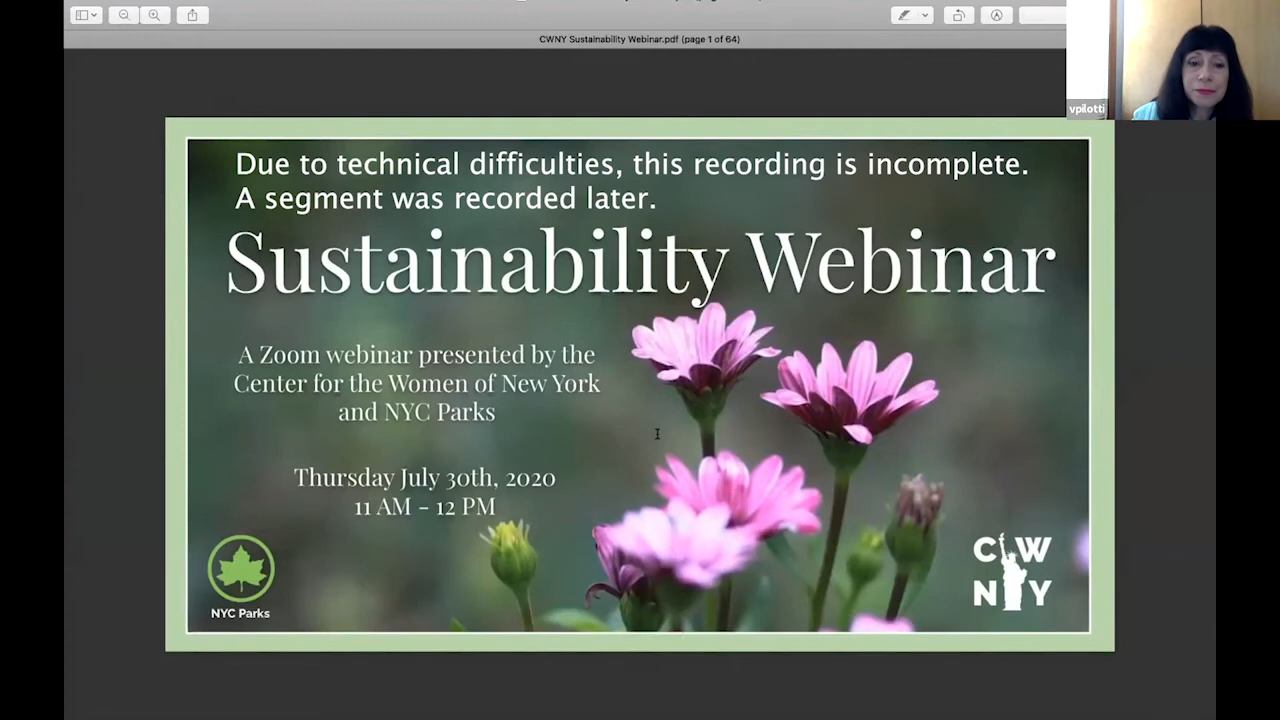 CWNY Sustainability Webinar.pdf (page 1 of 64)
vpilotti
Due to technical difficulties, this recording is incomplete.
A segment was recorded later.
Sustainability Webinar
A Zoom webinar presented by the
Center for the Women of New York
and NYC Parks
Thursday July 30th, 2020
11 AM - 12 PM
NYC Parks
C W
N Y